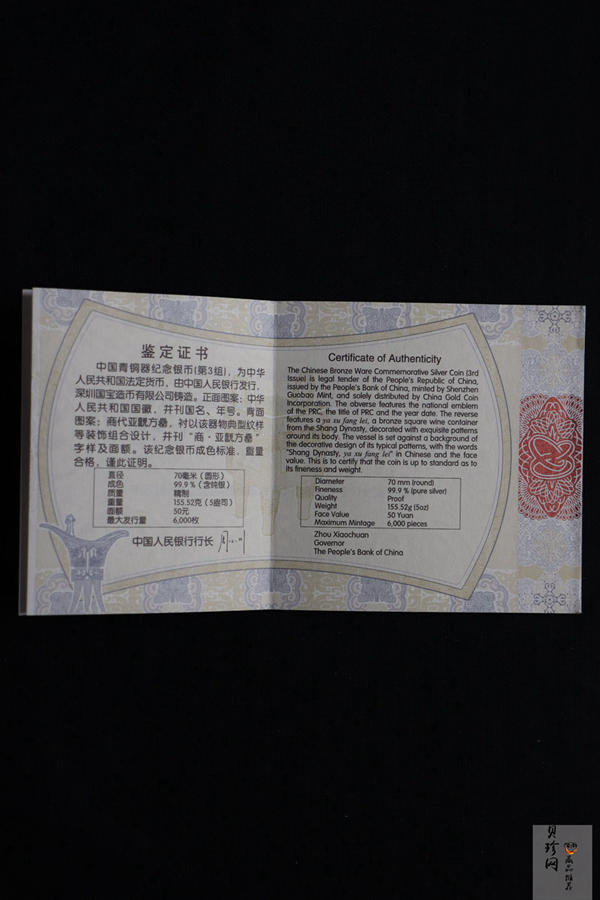 鉴定证书
中国青铜器纪念银币（第3组），为中华
人民共和国法定货币，由中国人民银行发行，
深圳国宝造币有限公司铸造。正面图案：中华
人民共和国国徽，并刊国名、年号。背面
图案：商代亚𩰬方罍，衬以该器物典型纹样
等装饰组合设计，并刊“商·亚𩰬方罍”
字样及面额。该纪念银币成色标准，重量
合格，谨此证明。
直径 70毫米（圆形）
成色 99.9％（含纯银）
质量 精制
重量 155.52克（5盎司）
面额 50元
最大发行量 6,000枚
中国人民银行行长
Certificate of Authenticity
The Chinese Bronze Ware Commemorative Silver Coin (3rd
Issue) is legal tender of the People's Republic of China,
issued by the People's Bank of China, minted by Shenzhen
Guobao Mint, and solely distributed by China Gold Coin
Incorporation. The obverse features the national emblem
of the PRC, the title of PRC and the year date. The reverse
features a ya xu fang lei, a bronze square wine container
from the Shang Dynasty, decorated with exquisite patterns
around its body. The vessel is set against a background of
the decorative design of its typical patterns, with the words
"Shang Dynasty, ya xu fang lei" in Chinese and the face
value. This is to certify that the coin is up to standard as to
its fineness and weight.
Diameter 70 mm (round)
Fineness 99.9 % (pure silver)
Quality Proof
Weight 155.52g (5oz)
Face Value 50 Yuan
Maximum Mintage 6,000 pieces
Zhou Xiaochuan
Governor
The People's Bank of China
贝珍网
藏品推荐